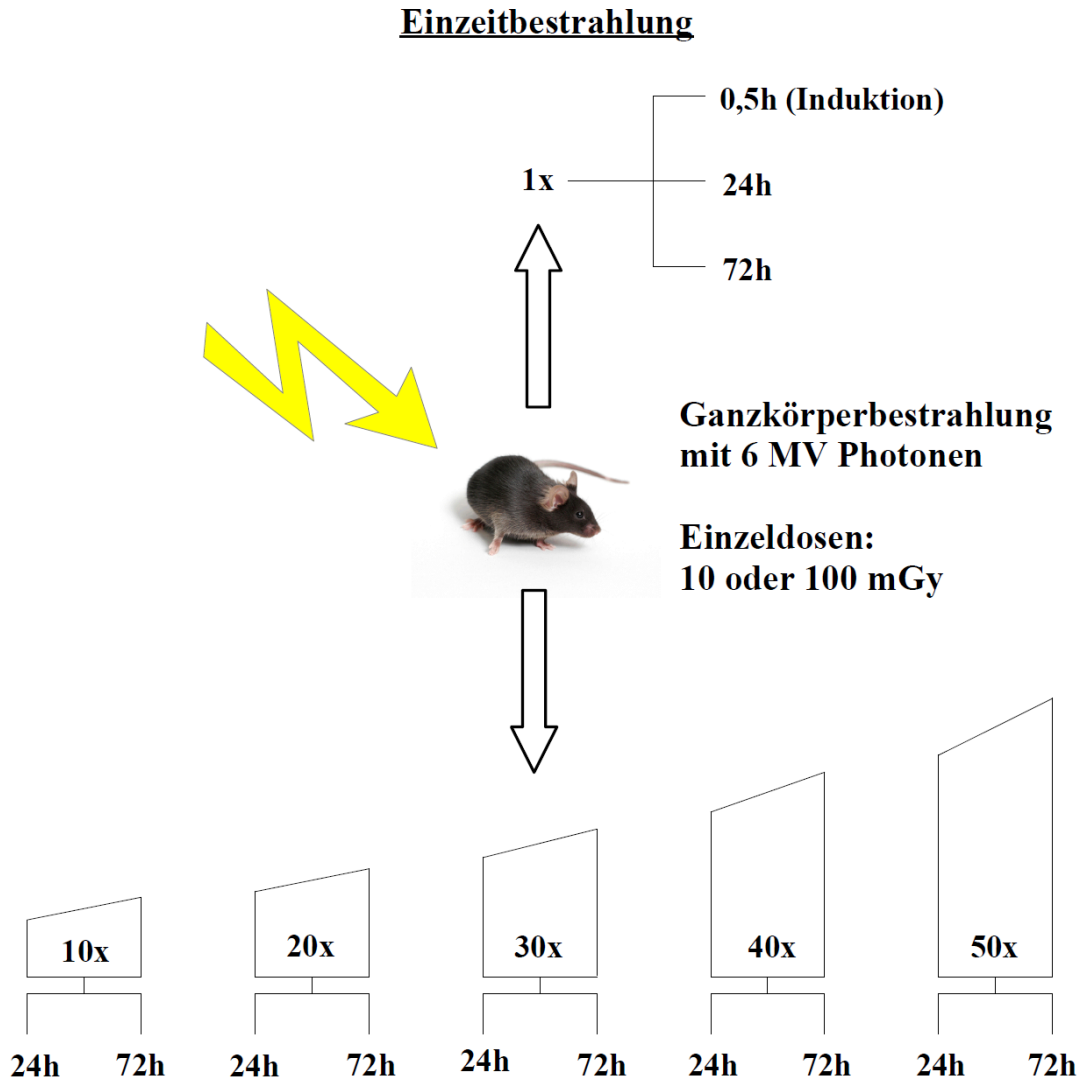 Einzeitbestrahlung
0,5h (Induktion)
1x
24h
72h
Ganzkörperbestrahlung
mit 6 MV Photonen
Einzeldosen:
10 oder 100 mGy
10x 20x 30x 40x 50x
24h 72h 24h 72h 24h 72h 24h 72h 24h 72h